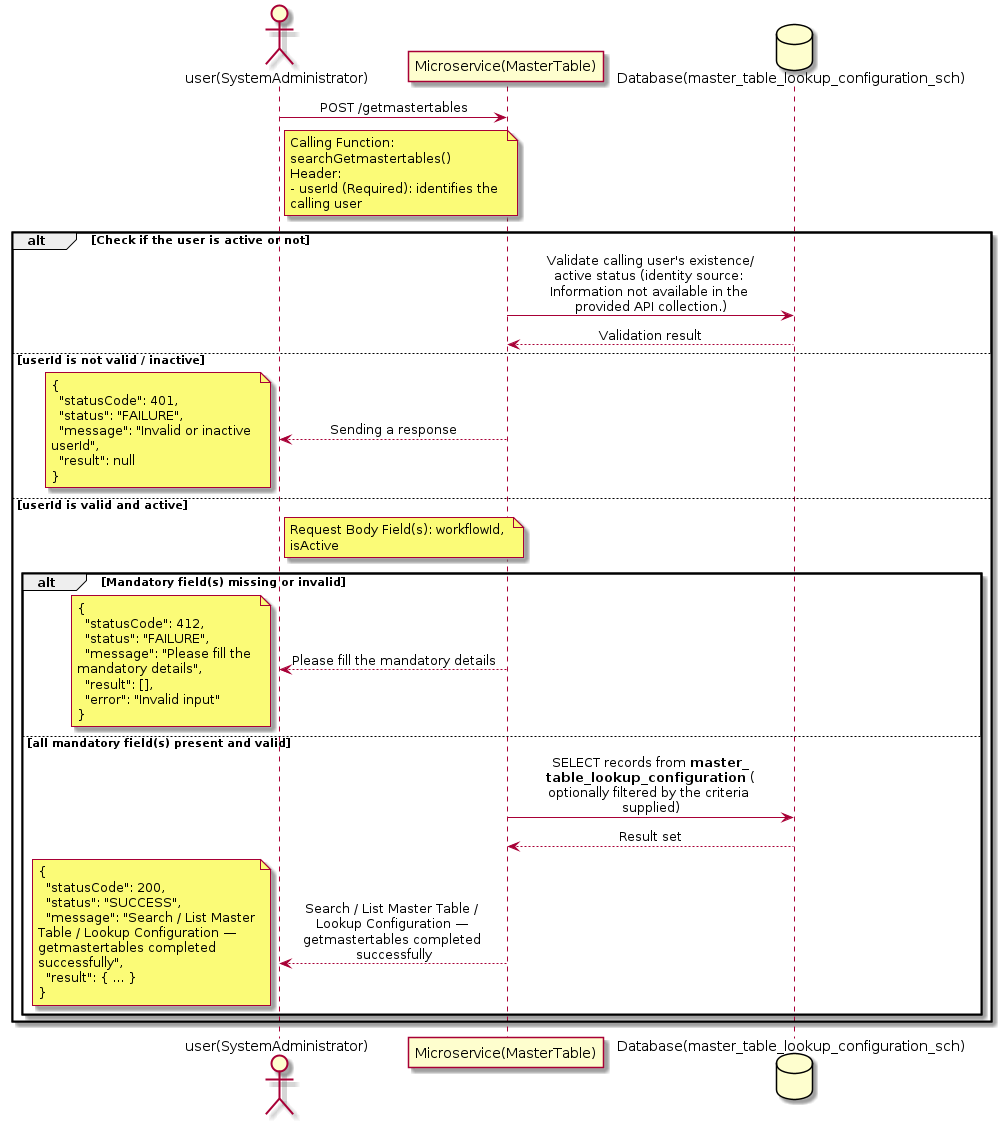 user(SystemAdministrator)
Microservice(MasterTable)
Database(master_table_lookup_configuration_sch)
POST /getmastertables
Calling Function:
searchGetmastertables()
Header:
- userId (Required): identifies the
calling user
alt
[Check if the user is active or not]
Validate calling user's existence/
active status (identity source:
Information not available in the
provided API collection.)
Validation result
[userId is not valid / inactive]
{
"statusCode": 401,
"status": "FAILURE",
"message": "Invalid or inactive
userId",
"result": null
}
Sending a response
[userId is valid and active]
Request Body Field(s): workflowId,
isActive
alt
[Mandatory field(s) missing or invalid]
{
"statusCode": 412,
"status": "FAILURE",
"message": "Please fill the
mandatory details",
"result": [],
"error": "Invalid input"
}
Please fill the mandatory details
[all mandatory field(s) present and valid]
SELECT records from master_
table_lookup_configuration (
optionally filtered by the criteria
supplied)
Result set
{
"statusCode": 200,
"status": "SUCCESS",
"message": "Search / List Master
Table / Lookup Configuration —
getmastertables completed
successfully",
"result": { ... }
}
Search / List Master Table /
Lookup Configuration —
getmastertables completed
successfully
user(SystemAdministrator)
Microservice(MasterTable)
Database(master_table_lookup_configuration_sch)